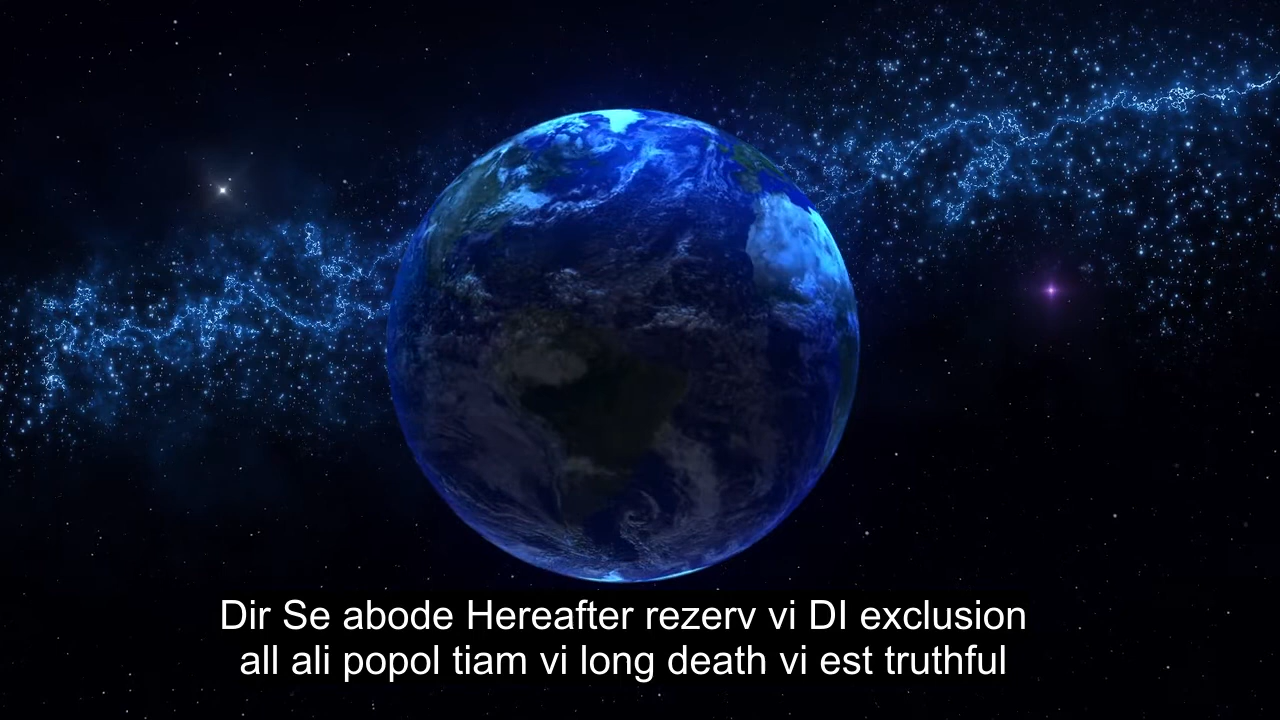 Dir Se abode Hereafter rezerv vi DI exclusion
all ali popol tiam vi long death vi est truthful